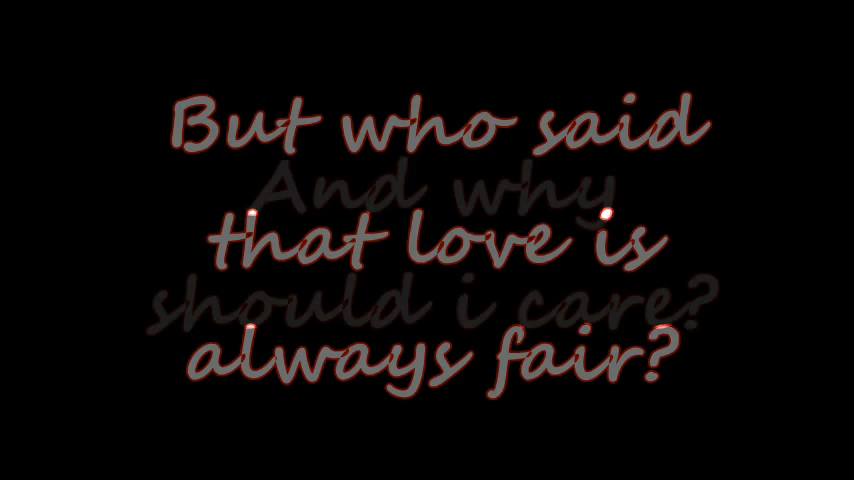 But who said
And why
that love is
should i care?
always fair?